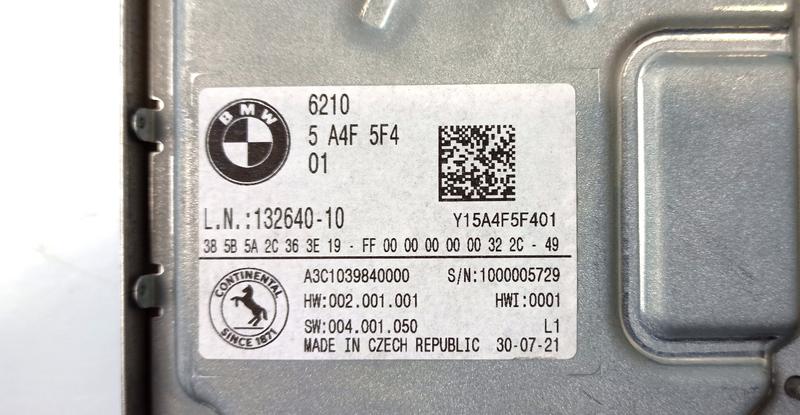 BMW
6210
5 A4F 5F4
01
L.N.:132640-10
Y15A4F5F401
38 5B 5A 2C 36 3E 19 - FF 00 00 00 00 00 32 2C - 49
CONTINENTAL
SINCE 1871
A3C1039840000 S/N:1000005729
HW:002.001.001 HWI:0001
SW:004.001.050 L1
MADE IN CZECH REPUBLIC 30-07-21